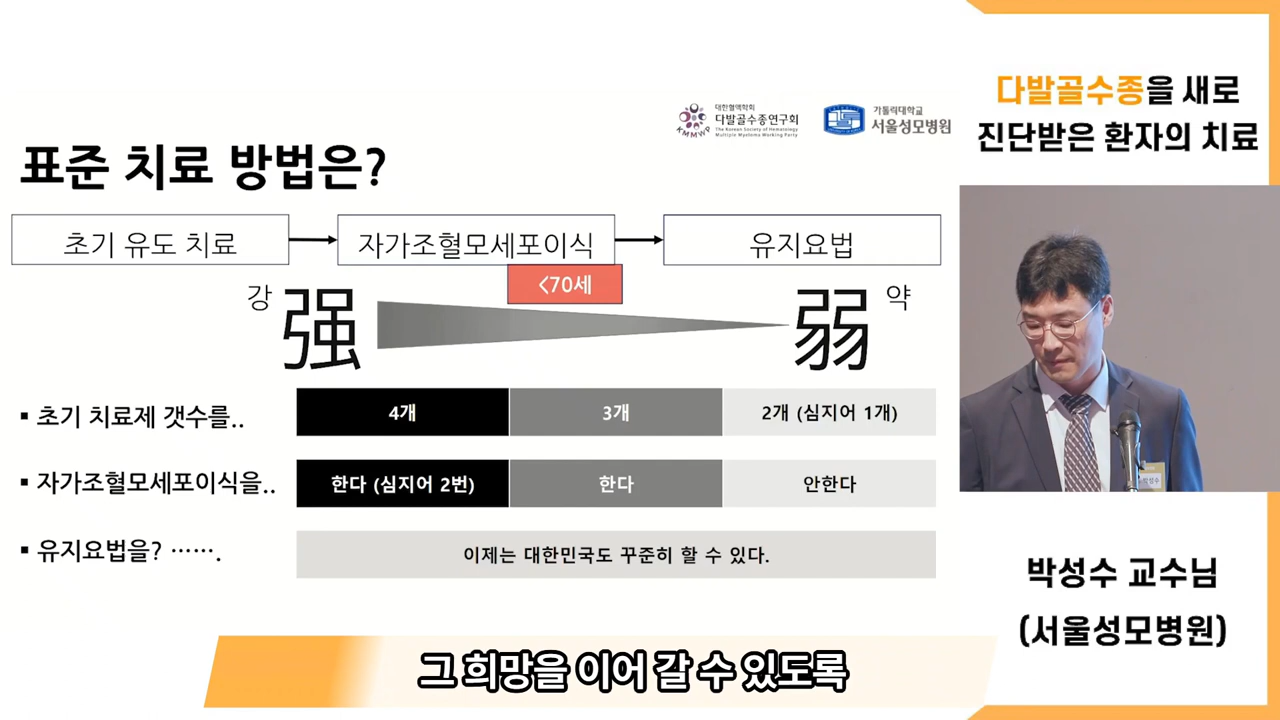 다발골수종을 새로
진단받은 환자의 치료
대한혈액학회
다발골수종연구회
The Korean Society of Hematology
Multiple Myeloma Working Party
KMMWP
가톨릭대학교
서울성모병원
표준 치료 방법은?
초기 유도 치료
자가조혈모세포이식
유지요법
<70세
강 强
弱 약
▪ 초기 치료제 갯수를..
4개
3개
2개 (심지어 1개)
▪ 자가조혈모세포이식을..
한다 (심지어 2번)
한다
안한다
▪ 유지요법을? …….
이제는 대한민국도 꾸준히 할 수 있다.
박성수
박성수 교수님
(서울성모병원)
그 희망을 이어 갈 수 있도록